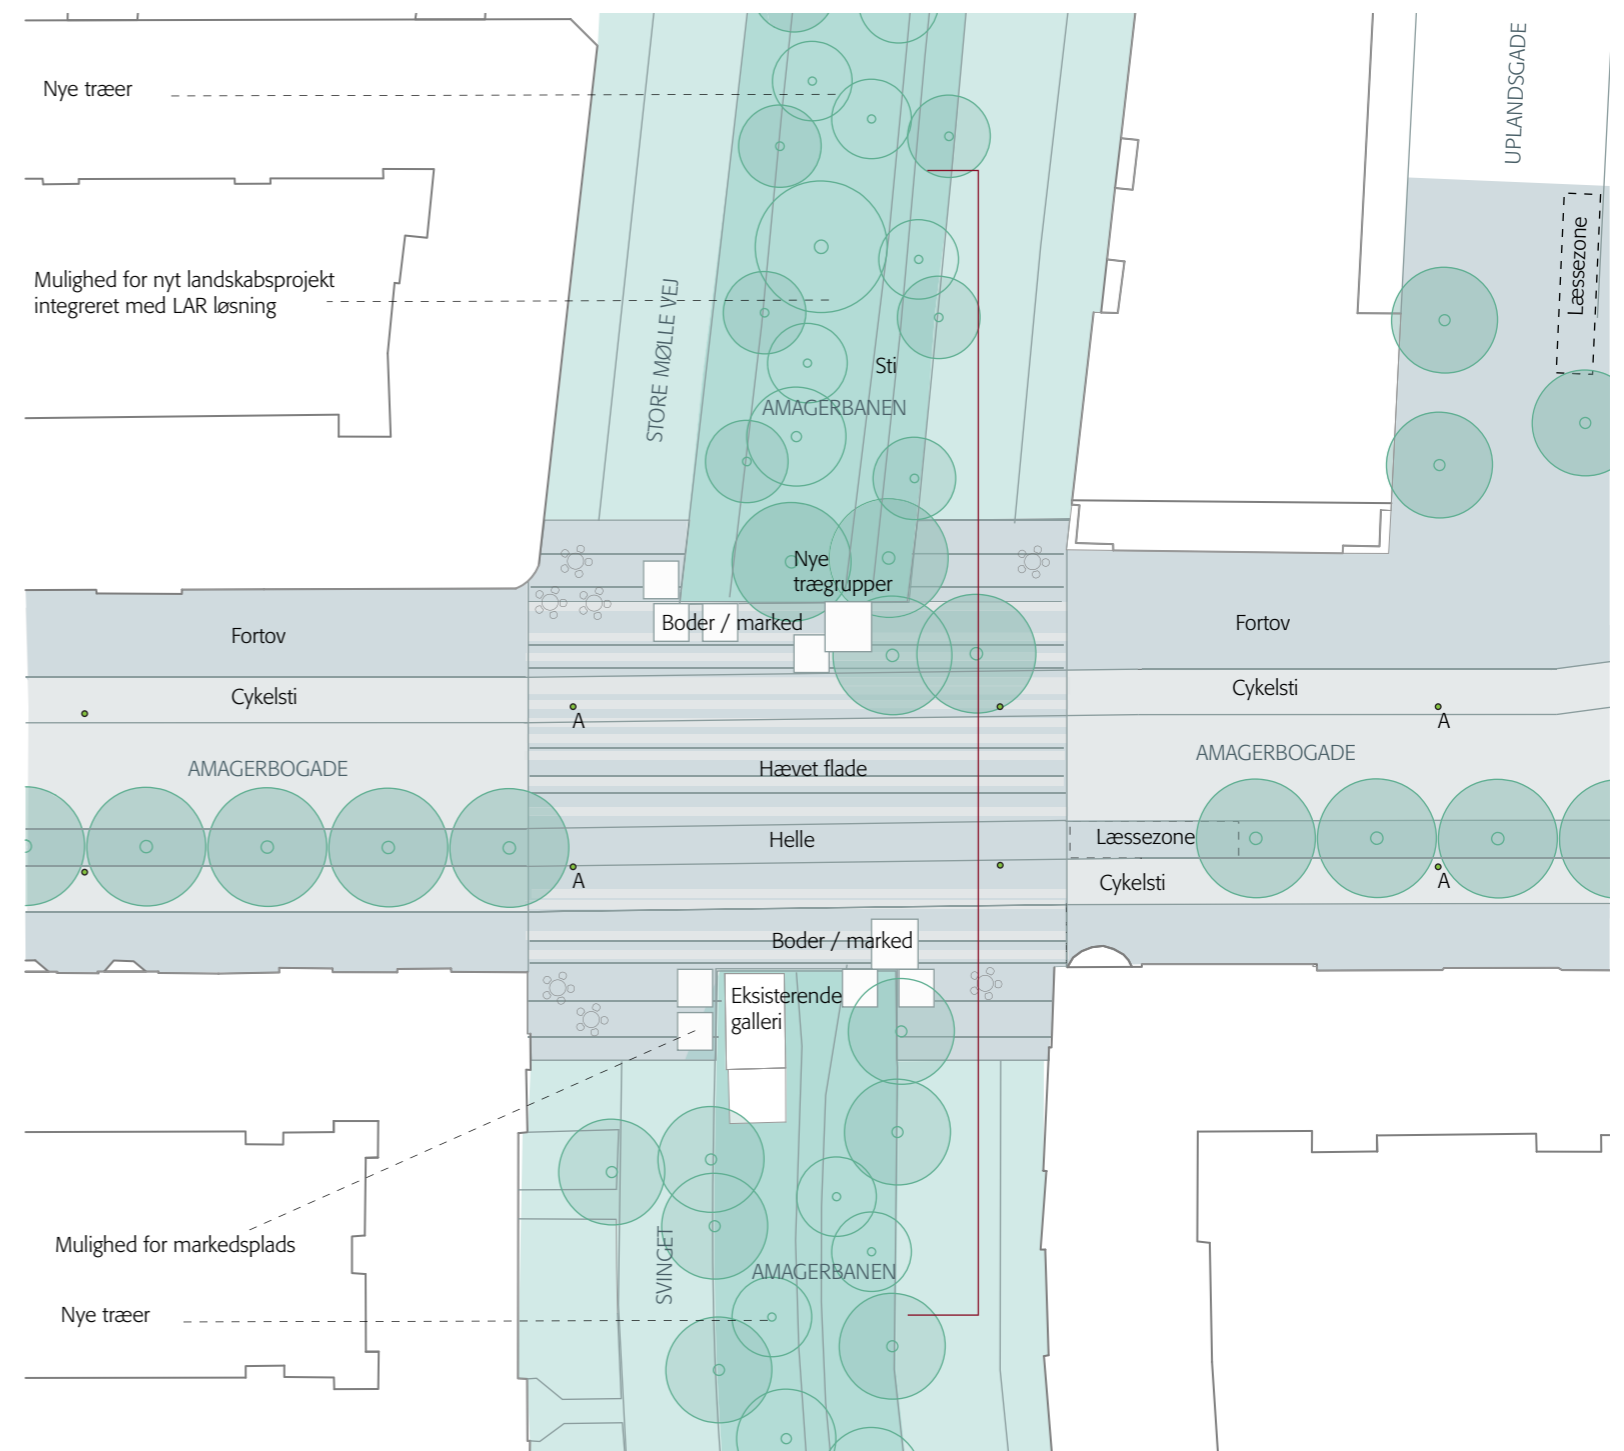 Nye træer
UPLANDSGADE
Læssezone
Mulighed for nyt landskabsprojekt
integreret med LAR løsning
STORE MØLLE VEJ
Sti
AMAGERBANEN
Nye
trægrupper
Boder / marked
Fortov
Fortov
Cykelsti
Cykelsti
A
A
AMAGERBOGADE
AMAGERBOGADE
Hævet flade
Helle
Læssezone
A
Cykelsti
A
Boder / marked
Eksisterende
galleri
Mulighed for markedsplads
SVINGET
AMAGERBANEN
Nye træer